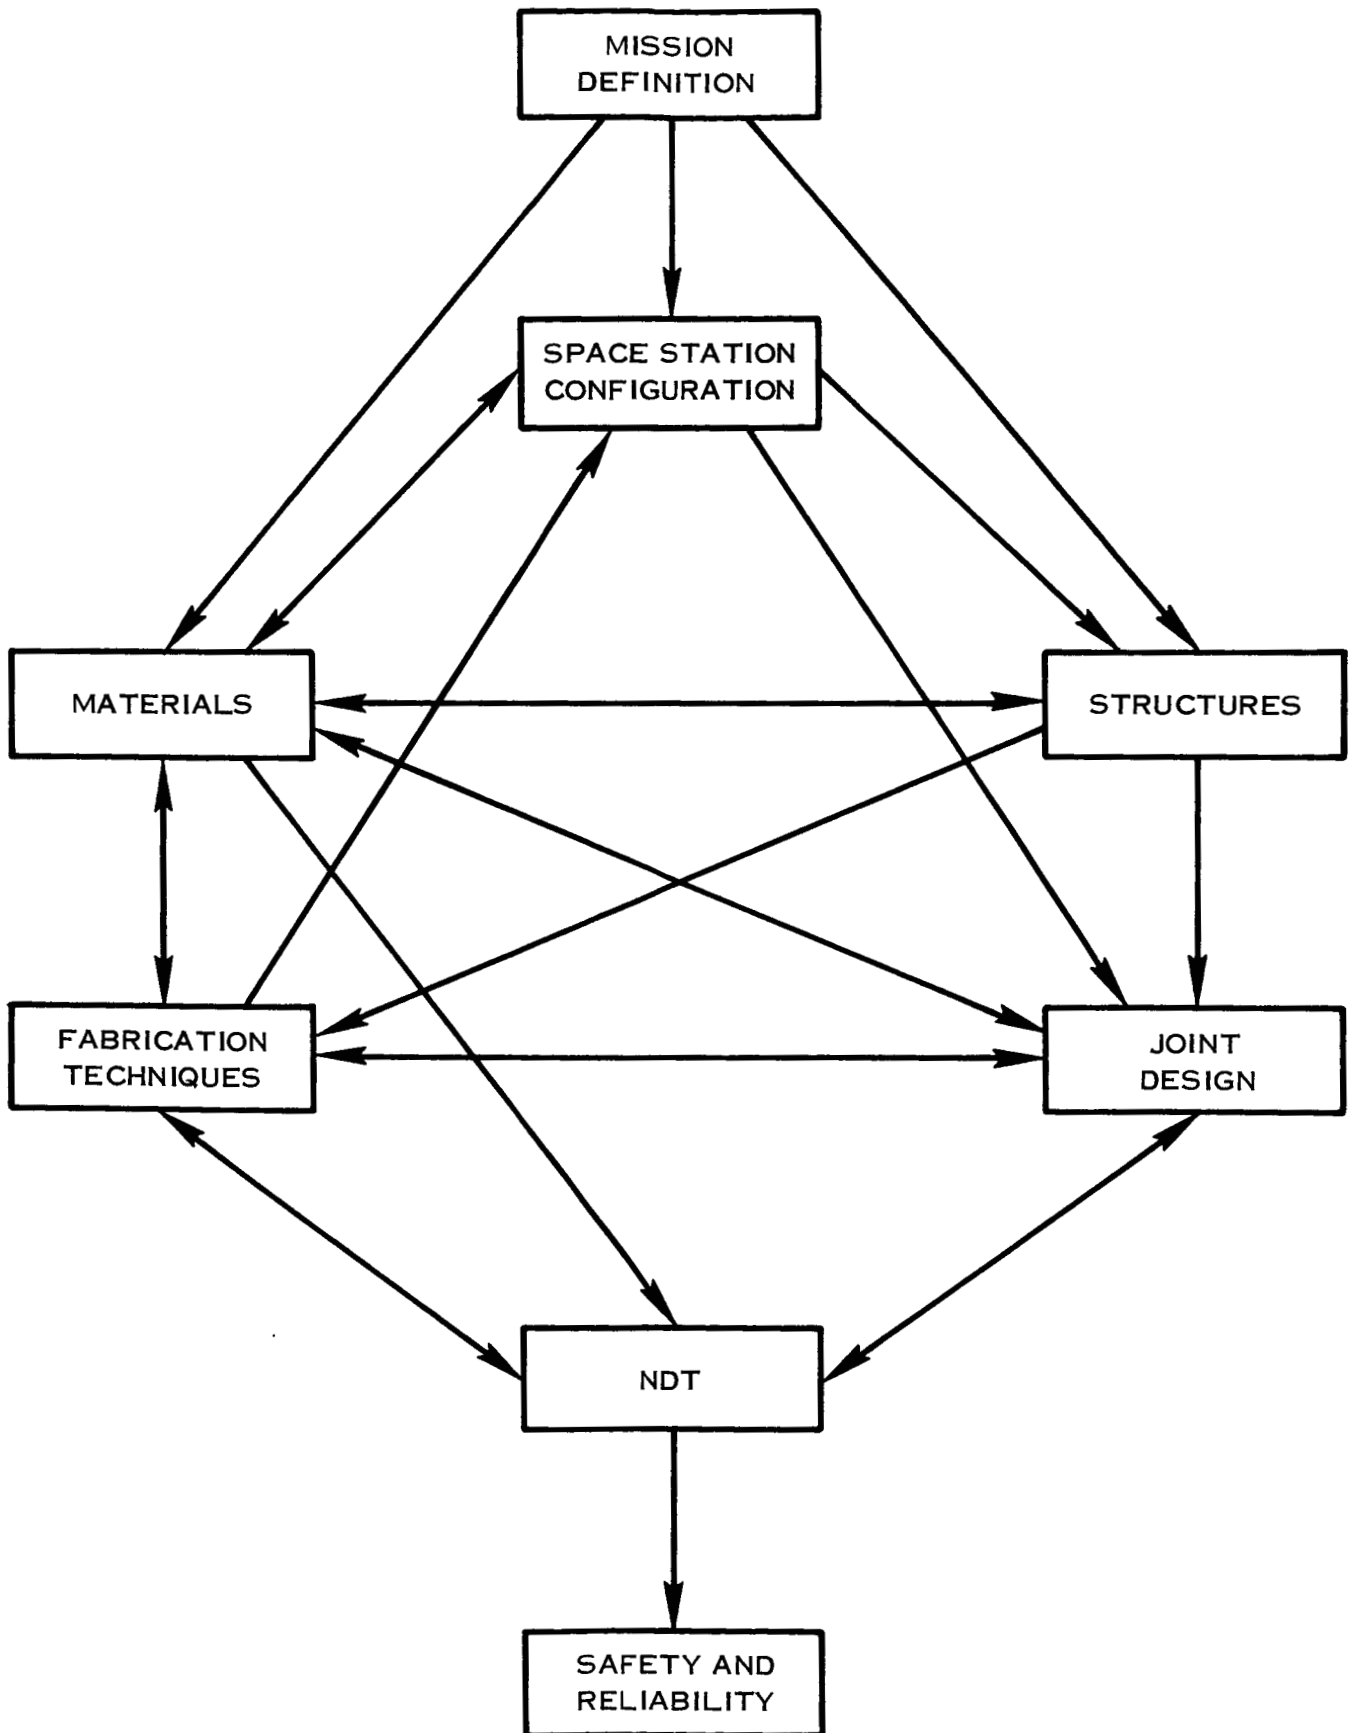 MISSION
DEFINITION
SPACE STATION
CONFIGURATION
MATERIALS
STRUCTURES
FABRICATION
TECHNIQUES
JOINT
DESIGN
NDT
SAFETY AND
RELIABILITY